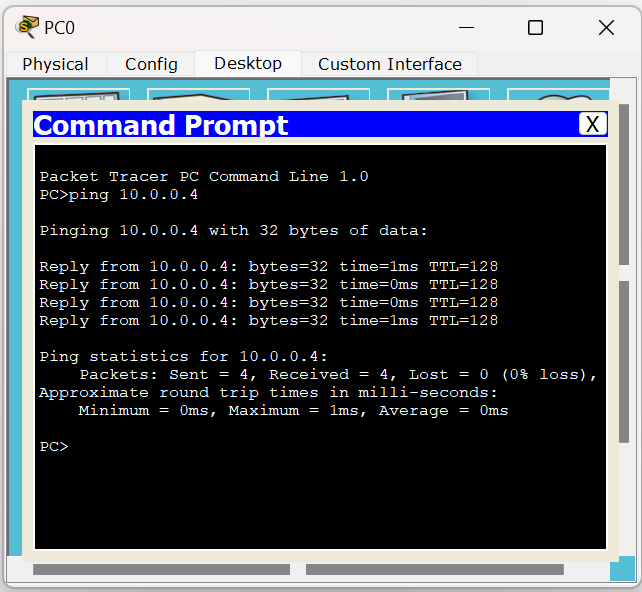 PC0
Physical Config Desktop Custom Interface
Command Prompt X
Packet Tracer PC Command Line 1.0
PC>ping 10.0.0.4
Pinging 10.0.0.4 with 32 bytes of data:
Reply from 10.0.0.4: bytes=32 time=1ms TTL=128
Reply from 10.0.0.4: bytes=32 time=0ms TTL=128
Reply from 10.0.0.4: bytes=32 time=0ms TTL=128
Reply from 10.0.0.4: bytes=32 time=1ms TTL=128
Ping statistics for 10.0.0.4:
    Packets: Sent = 4, Received = 4, Lost = 0 (0% loss),
Approximate round trip times in milli-seconds:
    Minimum = 0ms, Maximum = 1ms, Average = 0ms
PC>